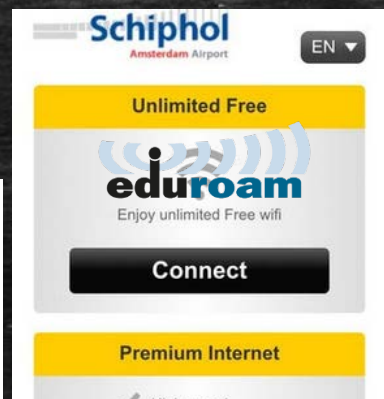 Schiphol
Amsterdam Airport
EN
Unlimited Free
eduroam
Enjoy unlimited Free wifi
Connect
Premium Internet